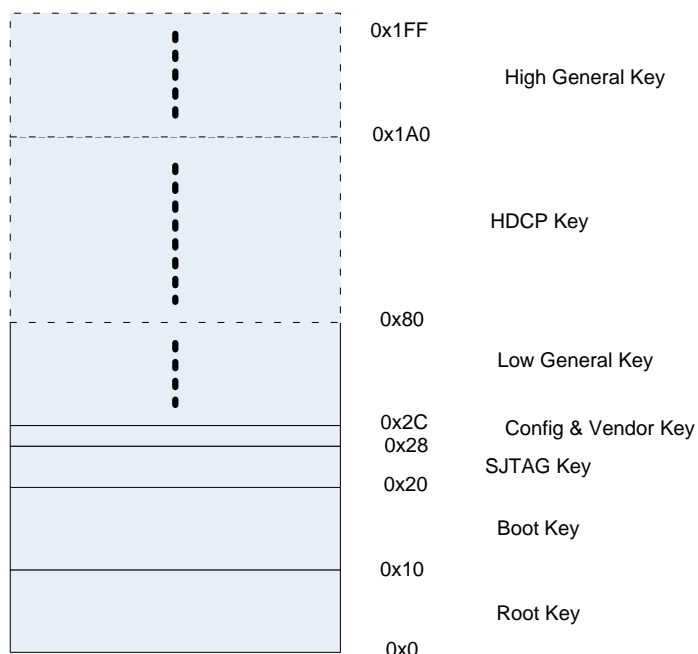 0x1FF
High General Key
0x1A0
HDCP Key
0x80
Low General Key
0x2C
Config & Vendor Key
0x28
SJTAG Key
0x20
Boot Key
0x10
Root Key
0x0